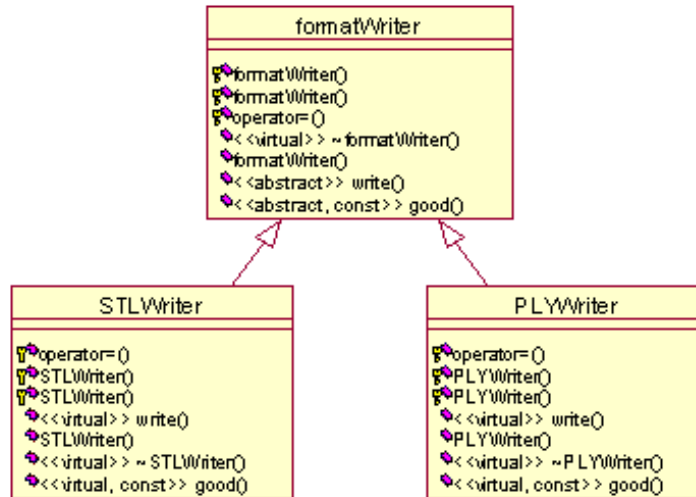 formatWriter
formatWriter()
formatWriter()
operator=()
<<virtual>> ~formatWriter()
formatWriter()
<<abstract>> write()
<<abstract, const>> good()
STLWriter
operator=()
STLWriter()
STLWriter()
<<virtual>> write()
STLWriter()
<<virtual>> ~STLWriter()
<<virtual, const>> good()
PLYWriter
operator=()
PLYWriter()
PLYWriter()
<<virtual>> write()
PLYWriter()
<<virtual>> ~PLYWriter()
<<virtual, const>> good()